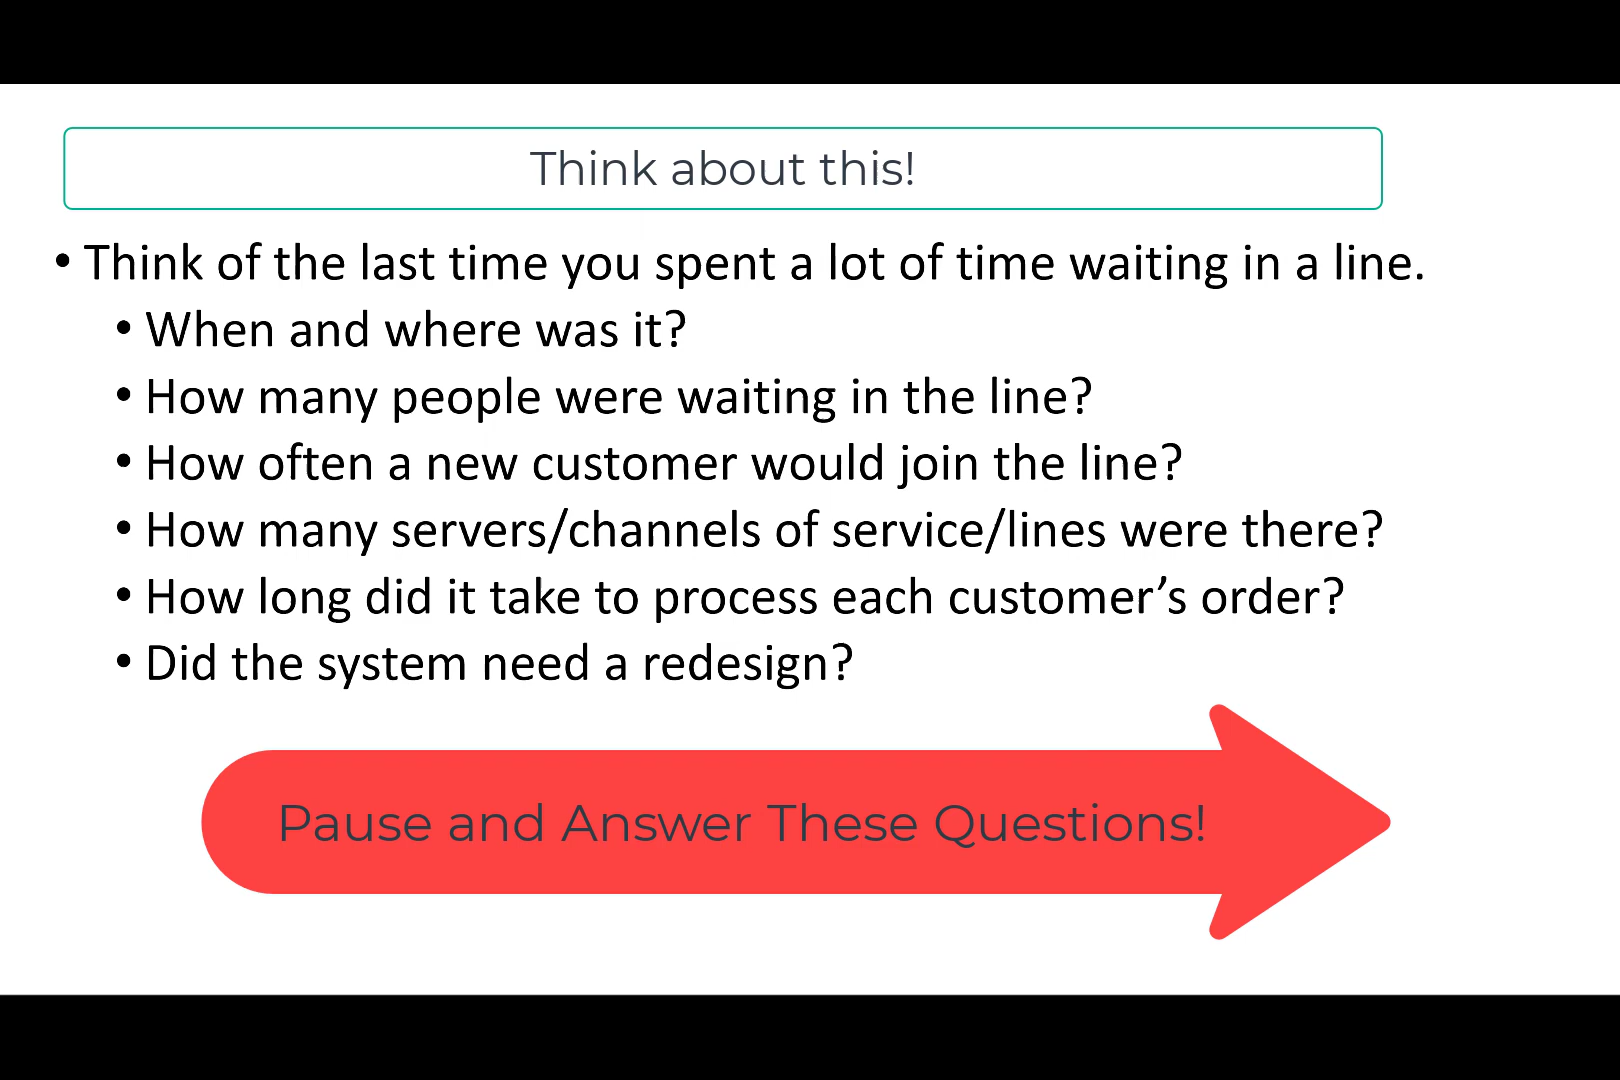 Think about this!
• Think of the last time you spent a lot of time waiting in a line.
• When and where was it?
• How many people were waiting in the line?
• How often a new customer would join the line?
• How many servers/channels of service/lines were there?
• How long did it take to process each customer’s order?
• Did the system need a redesign?
Pause and Answer These Questions!